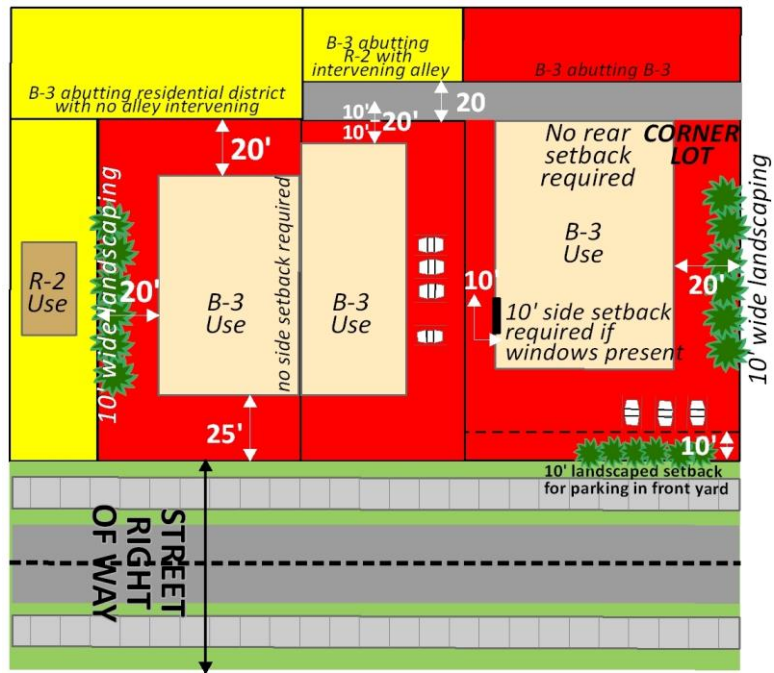 B-3 abutting
R-2 with
intervening alley
B-3 abutting residential district
with no alley intervening
B-3 abutting B-3
20
10'
10'
20'
20'
No rear
setback
required
CORNER
LOT
10' wide landscaping
20'
R-2
Use
B-3
Use
no side setback required
B-3
Use
B-3
Use
10'
10' side setback
required if
windows present
20'
10' wide landscaping
25'
10'
10' landscaped setback
for parking in front yard
STREET
RIGHT
OF WAY